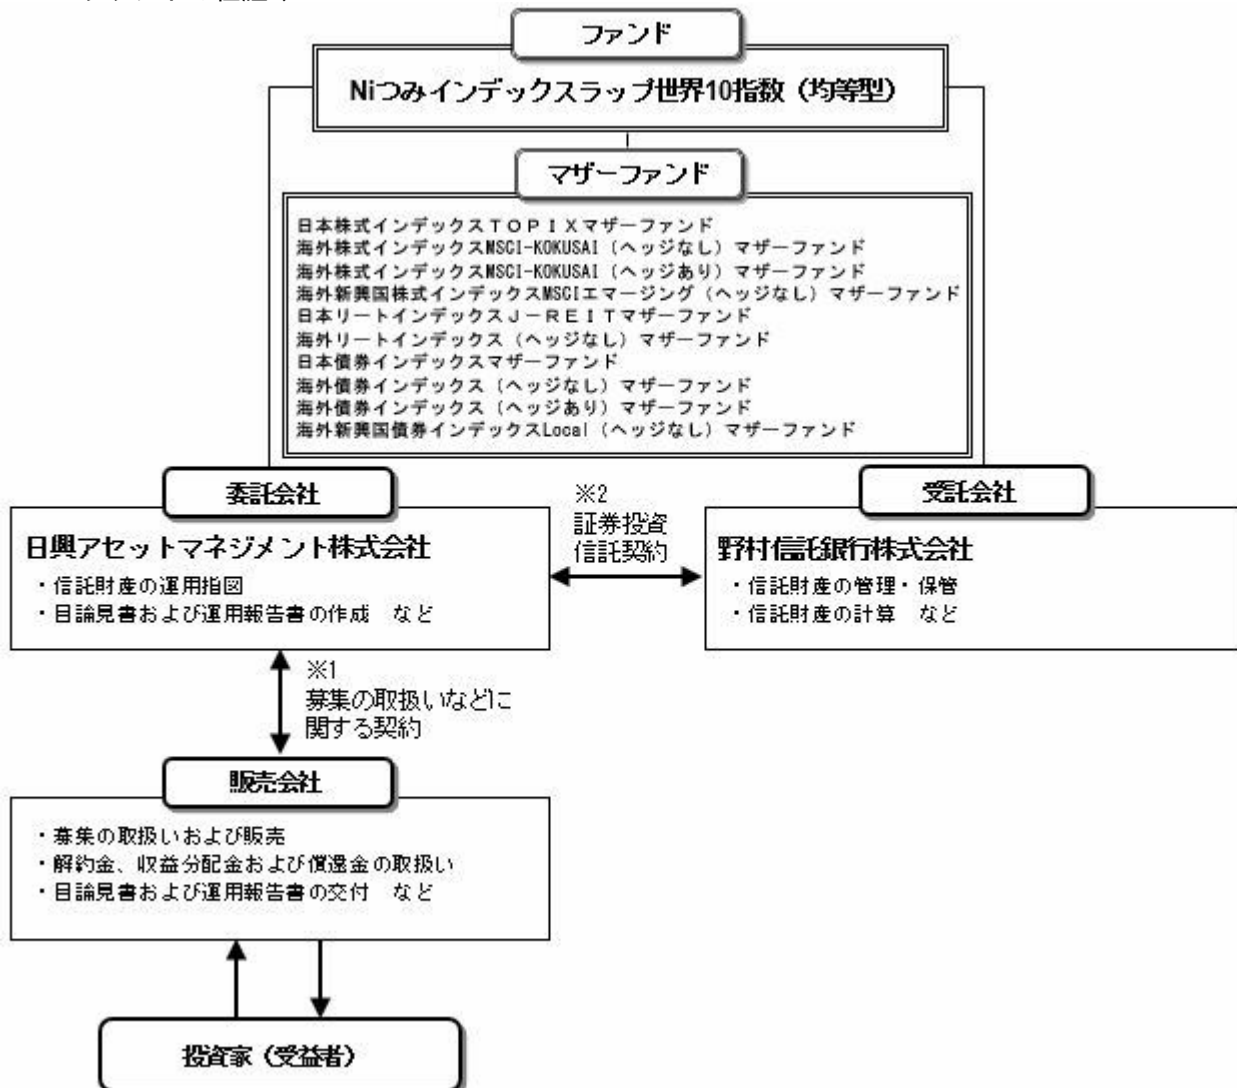 ファンド
Niつみインデックスラップ世界10指数（均等型）
マザーファンド
日本株式インデックスＴＯＰＩＸマザーファンド
海外株式インデックスMSCI-KOKUSAI（ヘッジなし）マザーファンド
海外株式インデックスMSCI-KOKUSAI（ヘッジあり）マザーファンド
海外新興国株式インデックスMSCIエマージング（ヘッジなし）マザーファンド
日本リートインデックスＪ－ＲＥＩＴマザーファンド
海外リートインデックス（ヘッジなし）マザーファンド
日本債券インデックスマザーファンド
海外債券インデックス（ヘッジなし）マザーファンド
海外債券インデックス（ヘッジあり）マザーファンド
海外新興国債券インデックスLocal（ヘッジなし）マザーファンド
委託会社
日興アセットマネジメント株式会社
・信託財産の運用指図
・目論見書および運用報告書の作成　など
※2
証券投資
信託契約
受託会社
野村信託銀行株式会社
・信託財産の管理・保管
・信託財産の計算　など
※1
募集の取扱いなどに
関する契約
販売会社
・募集の取扱いおよび販売
・解約金、収益分配金および償還金の取扱い
・目論見書および運用報告書の交付　など
投資家（受益者）